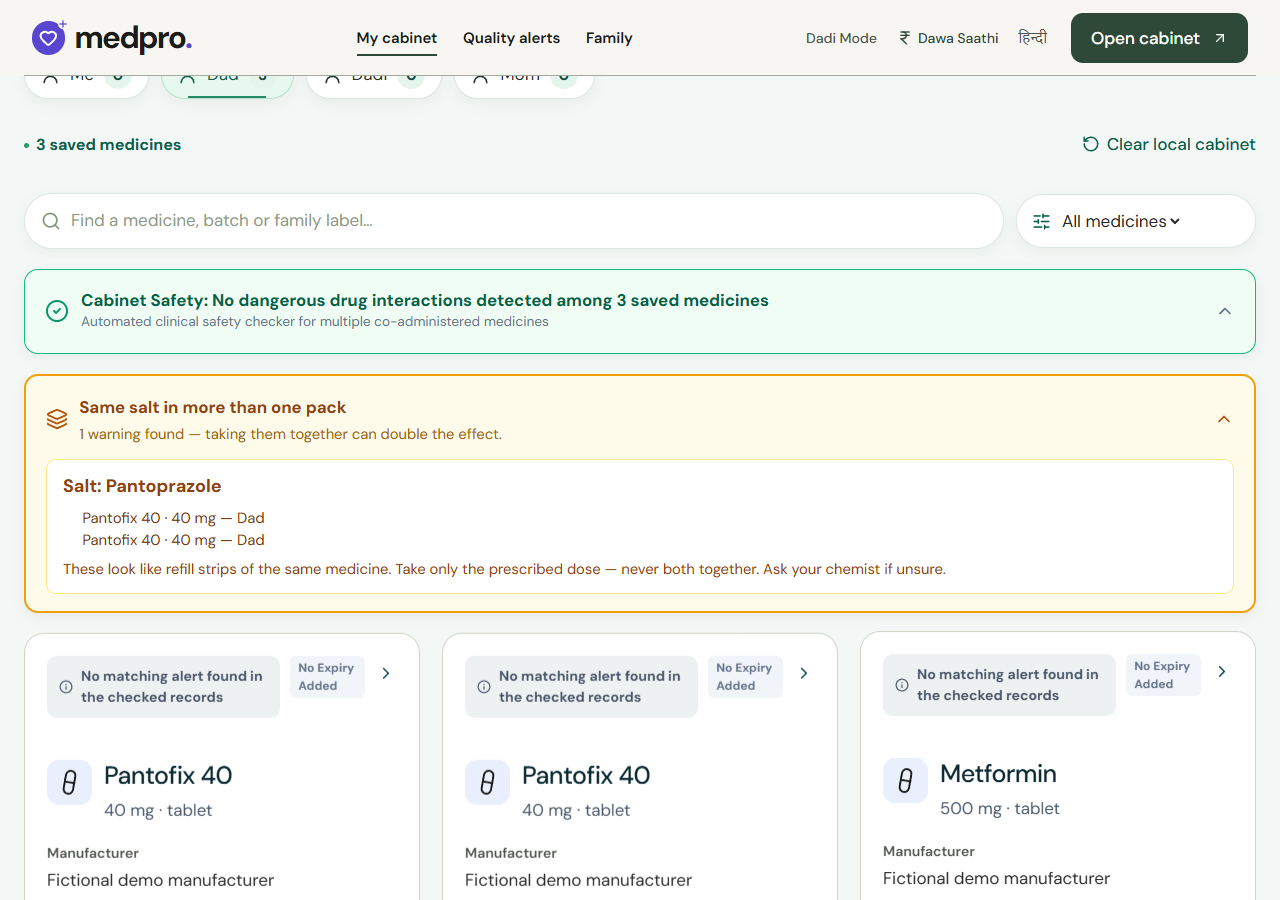 medpro.
My cabinet
Quality alerts
Family
Dadi Mode
₹ Dawa Saathi
हिन्दी
Open cabinet
Me
Dad
Dadi
Mom
3 saved medicines
Clear local cabinet
Find a medicine, batch or family label...
All medicines
Cabinet Safety: No dangerous drug interactions detected among 3 saved medicines
Automated clinical safety checker for multiple co-administered medicines
Same salt in more than one pack
1 warning found — taking them together can double the effect.
Salt: Pantoprazole
Pantofix 40 · 40 mg — Dad
Pantofix 40 · 40 mg — Dad
These look like refill strips of the same medicine. Take only the prescribed dose — never both together. Ask your chemist if unsure.
No matching alert found in
the checked records
No Expiry
Added
Pantofix 40
40 mg · tablet
Manufacturer
Fictional demo manufacturer
No matching alert found in
the checked records
No Expiry
Added
Pantofix 40
40 mg · tablet
Manufacturer
Fictional demo manufacturer
No matching alert found in
the checked records
No Expiry
Added
Metformin
500 mg · tablet
Manufacturer
Fictional demo manufacturer